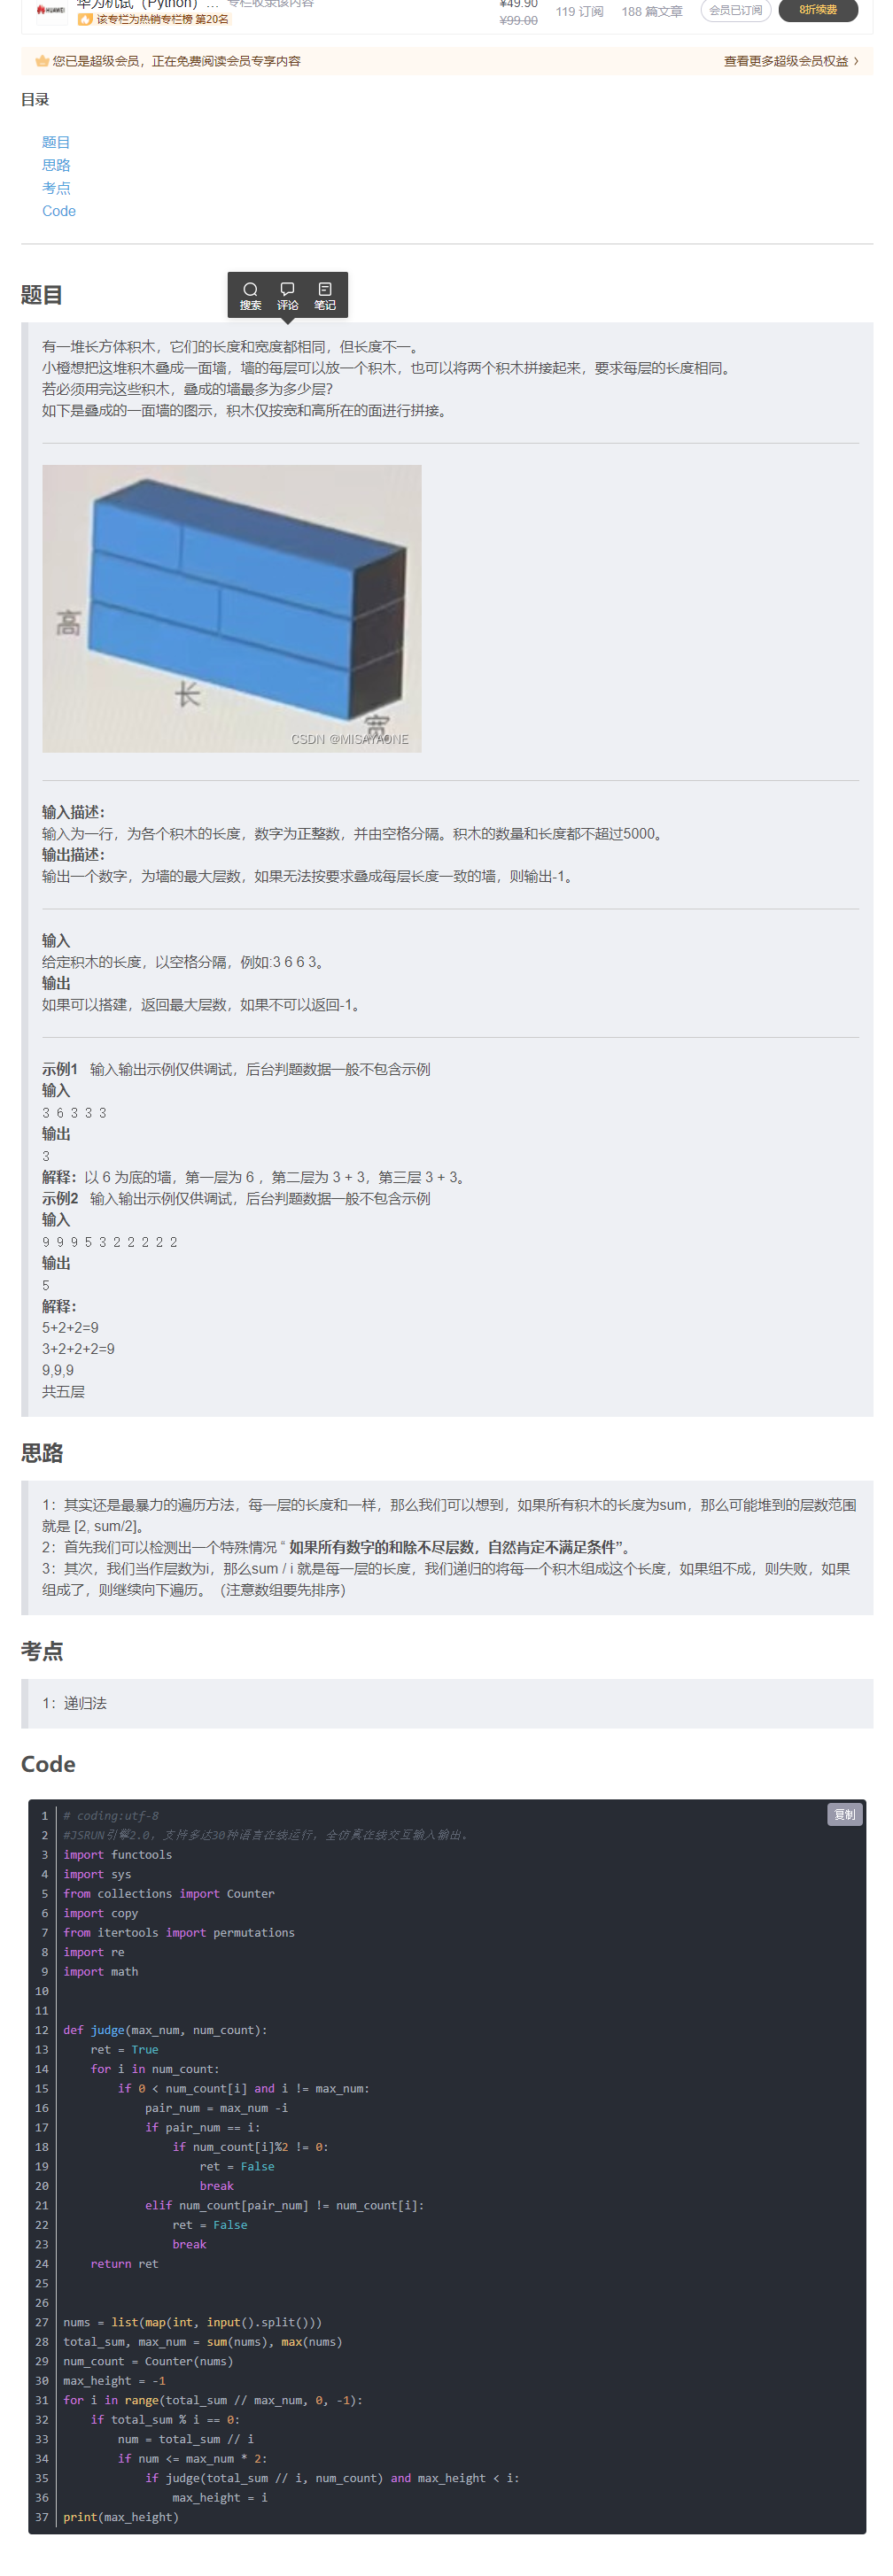 HUAWEI
华为机试（Python）...
专栏收录该内容
该专栏为热销专栏榜 第20名
¥49.90
¥99.00
119 订阅
188 篇文章
会员已订阅
8折续费
您已是超级会员，正在免费阅读会员专享内容
查看更多超级会员权益
目录
题目
思路
考点
Code
题目
搜索
评论
笔记
有一堆长方体积木，它们的长度和宽度都相同，但长度不一。
小橙想把这堆积木叠成一面墙，墙的每层可以放一个积木，也可以将两个积木拼接起来，要求每层的长度相同。
若必须用完这些积木，叠成的墙最多为多少层？
如下是叠成的一面墙的图示，积木仅按宽和高所在的面进行拼接。
高
长
宽
CSDN @MISAYAONE
输入描述：
输入为一行，为各个积木的长度，数字为正整数，并由空格分隔。积木的数量和长度都不超过5000。
输出描述：
输出一个数字，为墙的最大层数，如果无法按要求叠成每层长度一致的墙，则输出-1。
输入
给定积木的长度，以空格分隔，例如:3 6 6 3。
输出
如果可以搭建，返回最大层数，如果不可以返回-1。
示例1 输入输出示例仅供调试，后台判题数据一般不包含示例
输入
3 6 3 3 3
输出
3
解释：以 6 为底的墙，第一层为 6 ，第二层为 3 + 3，第三层 3 + 3。
示例2 输入输出示例仅供调试，后台判题数据一般不包含示例
输入
9 9 9 5 3 2 2 2 2 2
输出
5
解释：
5+2+2=9
3+2+2+2=9
9,9,9
共五层
思路
1：其实还是最暴力的遍历方法，每一层的长度和一样，那么我们可以想到，如果所有积木的长度为sum，那么可能堆到的层数范围
就是 [2, sum/2]。
2：首先我们可以检测出一个特殊情况 “ 如果所有数字的和除不尽层数，自然肯定不满足条件”。
3：其次，我们当作层数为i，那么sum / i 就是每一层的长度，我们递归的将每一个积木组成这个长度，如果组不成，则失败，如果
组成了，则继续向下遍历。（注意数组要先排序）
考点
1：递归法
Code
复制
1 # coding:utf-8
2 #JSRUN引擎2.0，支持多达30种语言在线运行，全仿真在线交互输入输出。
3 import functools
4 import sys
5 from collections import Counter
6 import copy
7 from itertools import permutations
8 import re
9 import math
10
11
12 def judge(max_num, num_count):
13     ret = True
14     for i in num_count:
15         if 0 < num_count[i] and i != max_num:
16             pair_num = max_num -i
17             if pair_num == i:
18                 if num_count[i]%2 != 0:
19                     ret = False
20                     break
21             elif num_count[pair_num] != num_count[i]:
22                 ret = False
23                 break
24     return ret
25
26
27 nums = list(map(int, input().split()))
28 total_sum, max_num = sum(nums), max(nums)
29 num_count = Counter(nums)
30 max_height = -1
31 for i in range(total_sum // max_num, 0, -1):
32     if total_sum % i == 0:
33         num = total_sum // i
34         if num <= max_num * 2:
35             if judge(total_sum // i, num_count) and max_height < i:
36                 max_height = i
37 print(max_height)